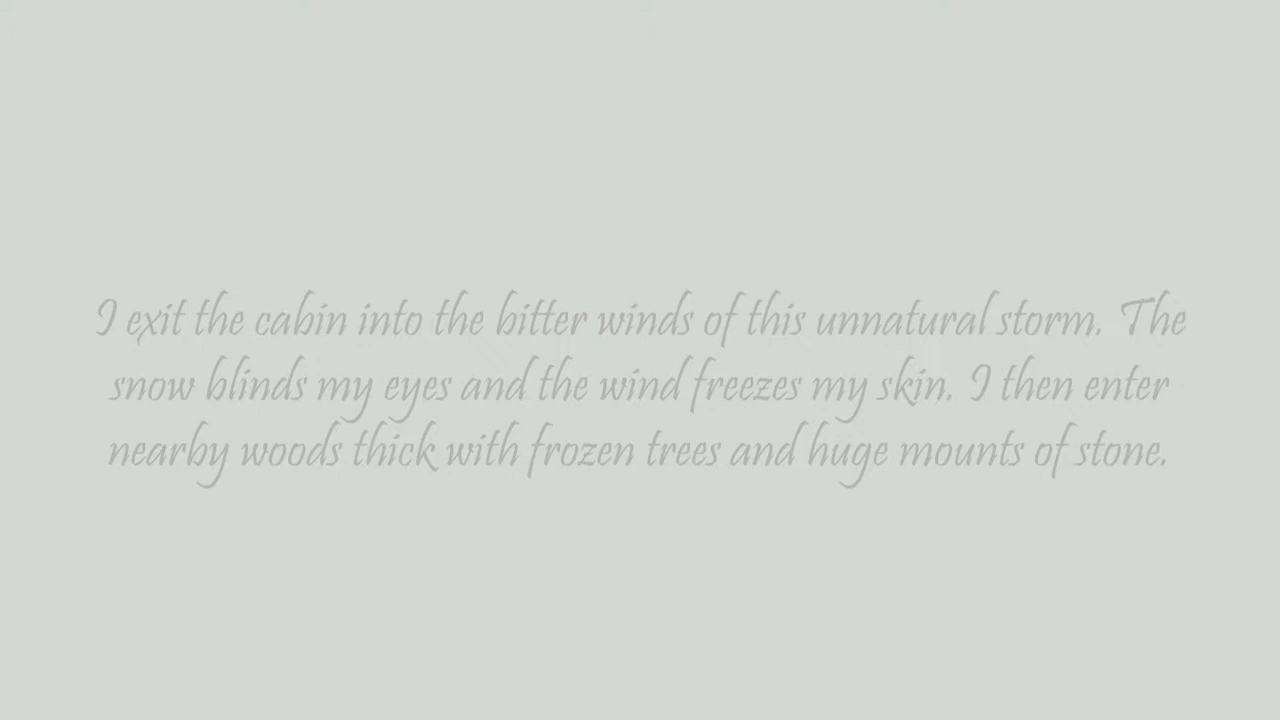 I exit the cabin into the bitter winds of this unnatural storm. The
snow blinds my eyes and the wind freezes my skin. I then enter
nearby woods thick with frozen trees and huge mounts of stone.